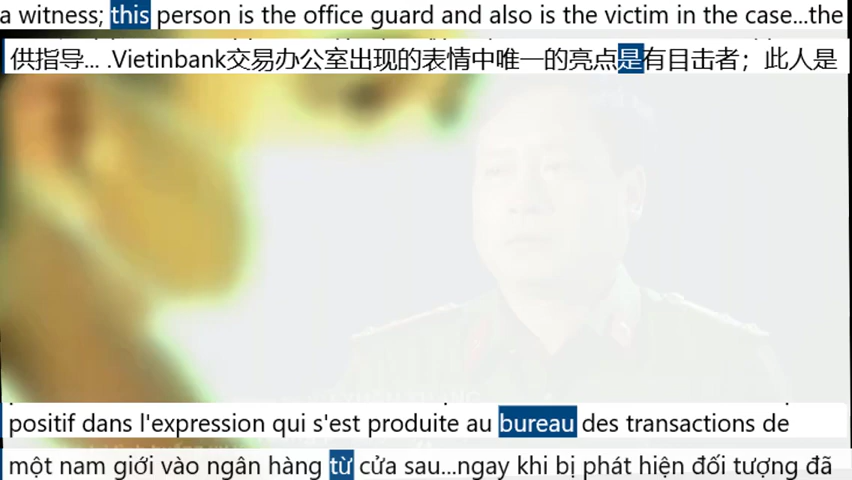 a witness; this person is the office guard and also is the victim in the case...the
供指导... .Vietinbank交易办公室出现的表情中唯一的亮点是有目击者；此人是
positif dans l'expression qui s'est produite au bureau des transactions de
một nam giới vào ngân hàng từ cửa sau...ngay khi bị phát hiện đối tượng đã